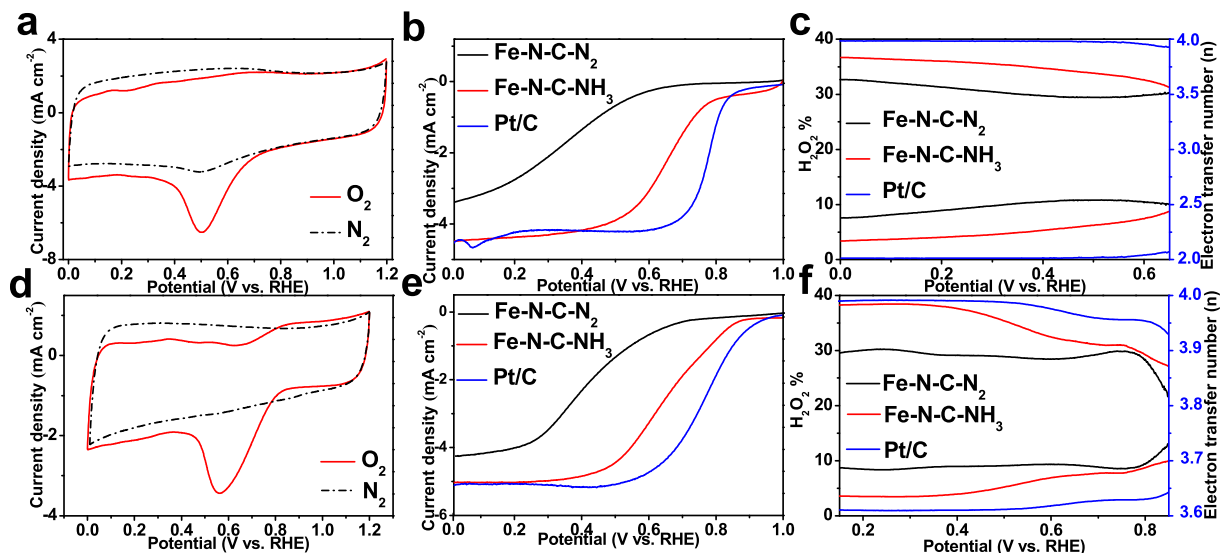 a
4
0
-4
-8
0.0 0.2 0.4 0.6 0.8 1.0 1.2
Current density (mA cm⁻²)
Potential (V vs. RHE)
O₂
N₂
b
0
-2
-4
-6
0.2 0.4 0.6 0.8 1.0
Current density (mA cm⁻²)
Potential (V vs. RHE)
Fe-N-C-N₂
Fe-N-C-NH₃
Pt/C
c
40
30
20
10
0
0.0 0.2 0.4 0.6
H₂O₂ %
Potential (V vs. RHE)
4.0
3.5
3.0
2.5
2.0
Electron transfer number (n)
Fe-N-C-N₂
Fe-N-C-NH₃
Pt/C
d
0
-2
-4
0.0 0.2 0.4 0.6 0.8 1.0 1.2
Current density (mA cm⁻²)
Potential (V vs. RHE)
O₂
N₂
e
0
-2
-4
-6
0.2 0.4 0.6 0.8 1.0
Current density (mA cm⁻²)
Potential (V vs. RHE)
Fe-N-C-N₂
Fe-N-C-NH₃
Pt/C
f
40
30
20
10
0
0.2 0.4 0.6 0.8
H₂O₂ %
Potential (V vs. RHE)
4.0
3.9
3.8
3.7
3.6
Electron transfer number (n)
Fe-N-C-N₂
Fe-N-C-NH₃
Pt/C